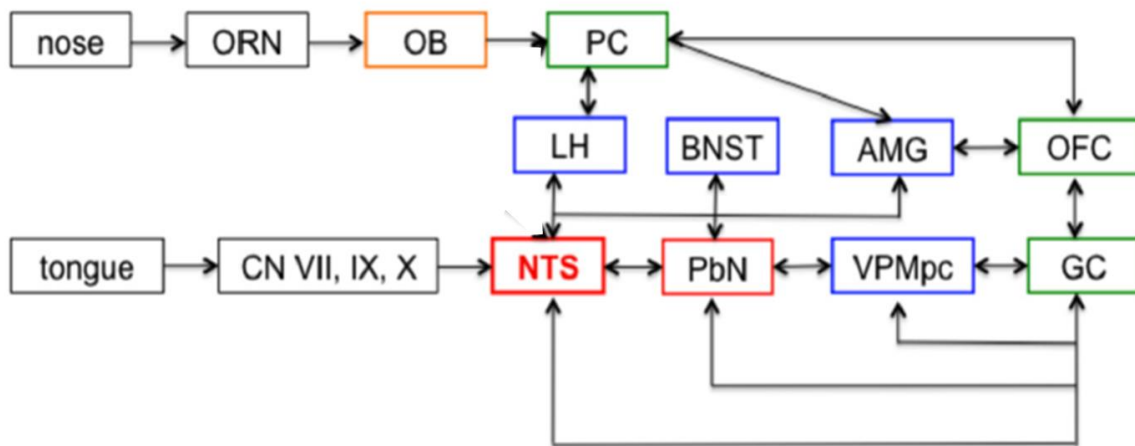 nose ORN OB PC
LH BNST AMG OFC
tongue CN VII, IX, X NTS PbN VPMpc GC